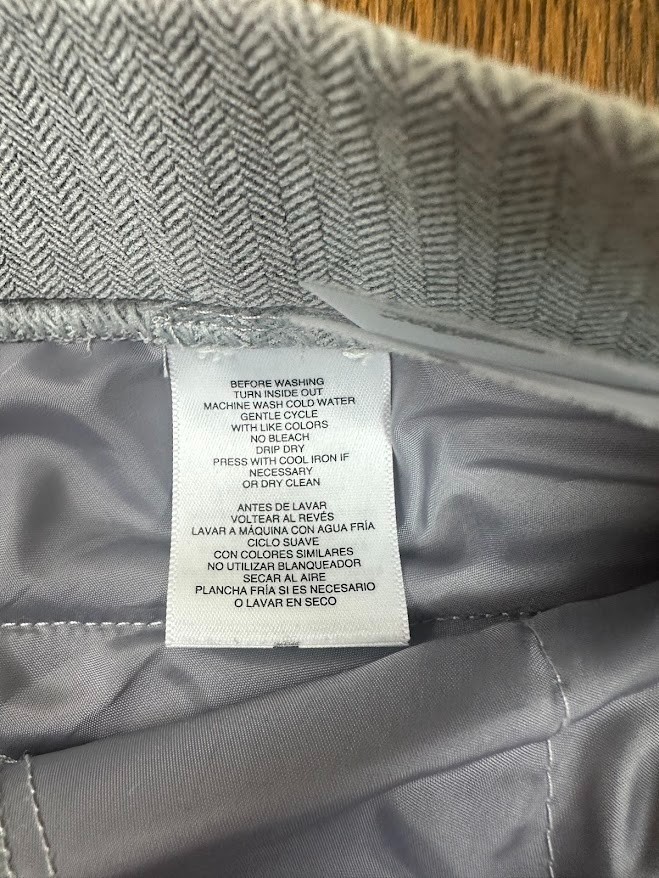 BEFORE WASHING
TURN INSIDE OUT
MACHINE WASH COLD WATER
GENTLE CYCLE
WITH LIKE COLORS
NO BLEACH
DRIP DRY
PRESS WITH COOL IRON IF
NECESSARY
OR DRY CLEAN
ANTES DE LAVAR
VOLTEAR AL REVÉS
LAVAR A MÁQUINA CON AGUA FRÍA
CICLO SUAVE
CON COLORES SIMILARES
NO UTILIZAR BLANQUEADOR
SECAR AL AIRE
PLANCHA FRÍA SI ES NECESARIO
O LAVAR EN SECO